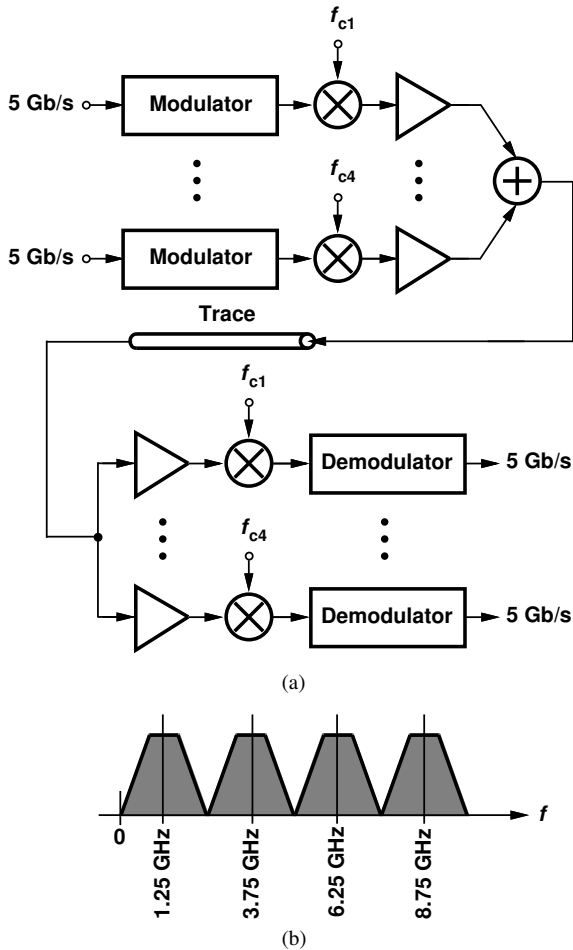 f_c1
5 Gb/s Modulator
f_c4
5 Gb/s Modulator
Trace
f_c1
Demodulator 5 Gb/s
f_c4
Demodulator 5 Gb/s
(a)
0 1.25 GHz 3.75 GHz 6.25 GHz 8.75 GHz f
(b)